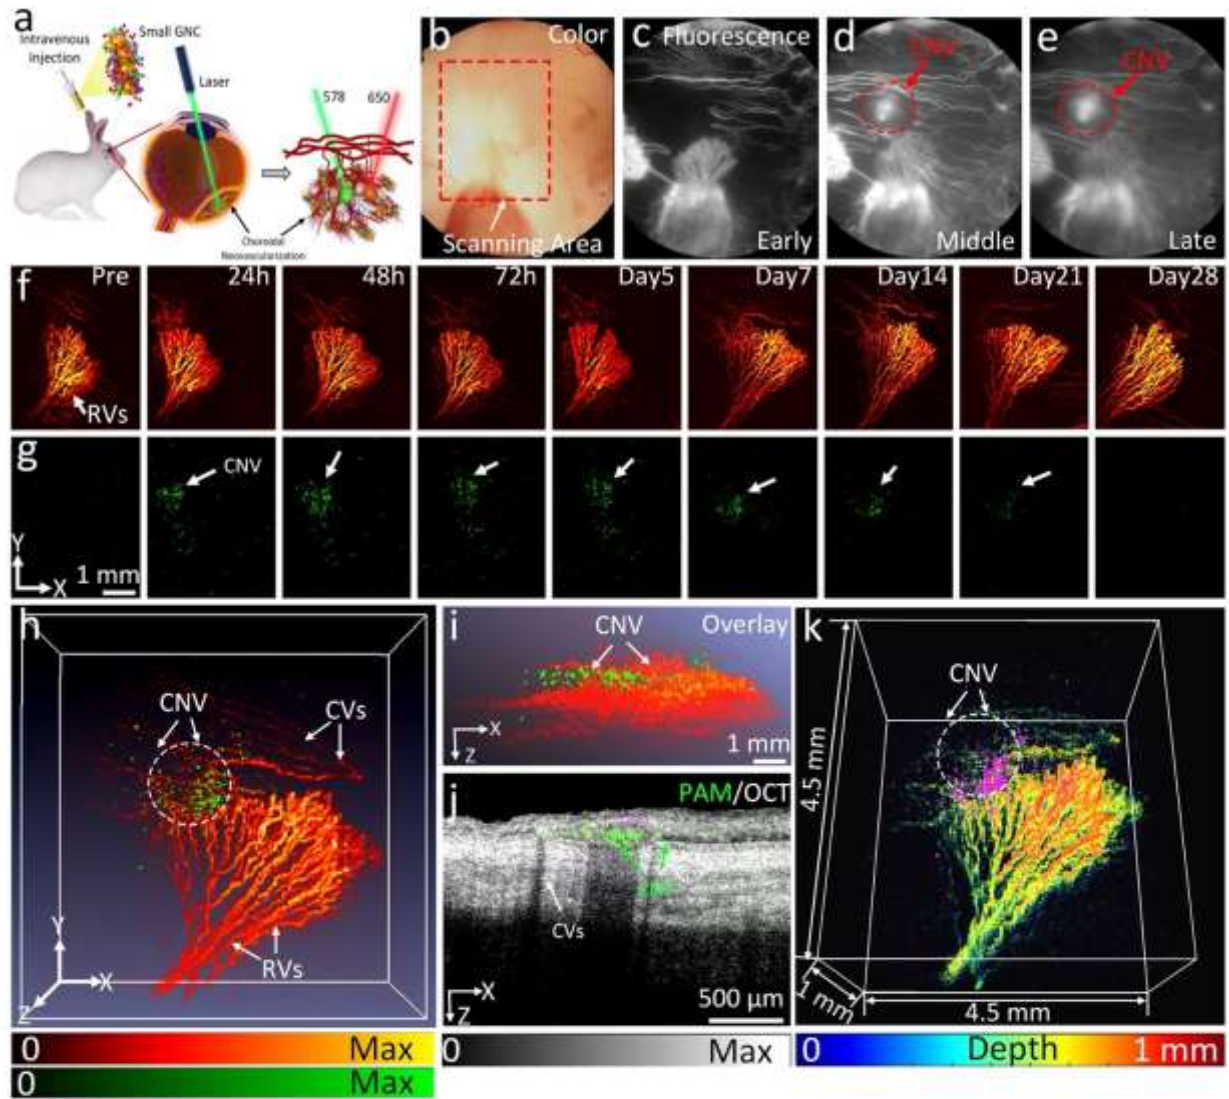 a
Intravenous
Injection
Small GNC
Laser
578
650
Choroidal
Neovascularization
b
Color
Scanning Area
c
Fluorescence
Early
d
CNV
Middle
e
CNV
Late
f
Pre
24h
48h
72h
Day5
Day7
Day14
Day21
Day28
RVs
g
CNV
Y
X
1 mm
h
CNV
CVs
RVs
Y
X
Z
i
CNV
Overlay
X
Z
1 mm
j
PAM/OCT
CVs
X
Z
500 µm
k
CNV
4.5 mm
1 mm
4.5 mm
0
Max
0
Max
0
Max
0
Depth
1 mm